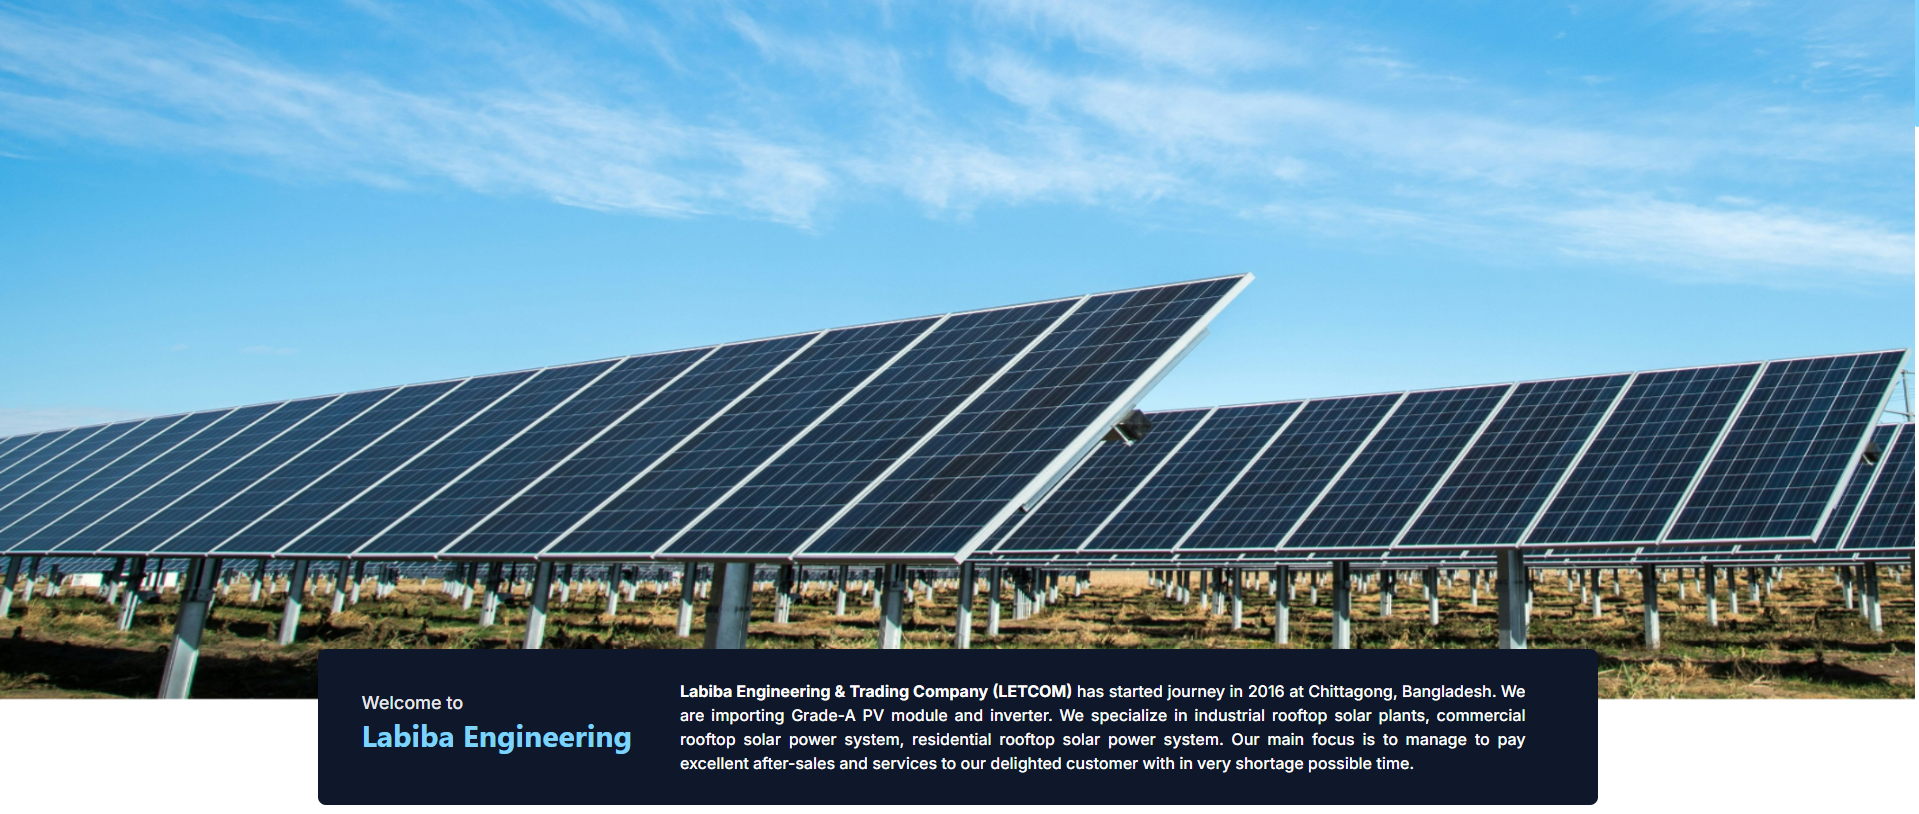 Welcome to
Labiba Engineering
Labiba Engineering & Trading Company (LETCOM) has started journey in 2016 at Chittagong, Bangladesh. We
are importing Grade-A PV module and inverter. We specialize in industrial rooftop solar plants, commercial
rooftop solar power system, residential rooftop solar power system. Our main focus is to manage to pay
excellent after-sales and services to our delighted customer with in very shortage possible time.